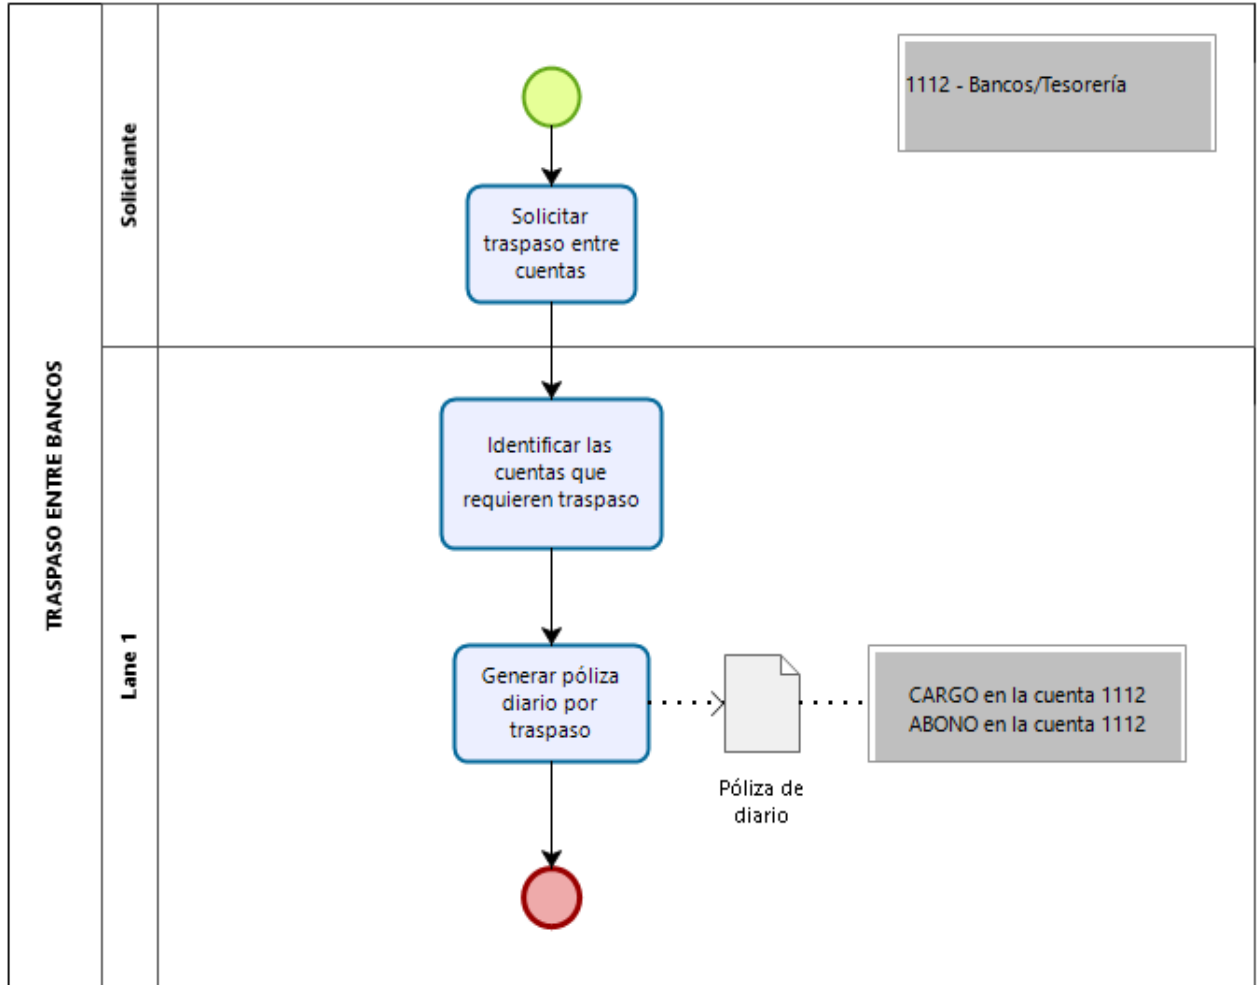 TRASPASO ENTRE BANCOS
Solicitante
1112 - Bancos/Tesorería
Solicitar
traspaso entre
cuentas
Lane 1
Identificar las
cuentas que
requieren traspaso
Generar póliza
diario por
traspaso
Póliza de
diario
CARGO en la cuenta 1112
ABONO en la cuenta 1112